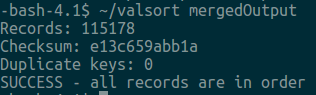 -bash-4.1$ ~/valsort mergedOutput
Records: 115178
Checksum: e13c659abb1a
Duplicate keys: 0
SUCCESS - all records are in order